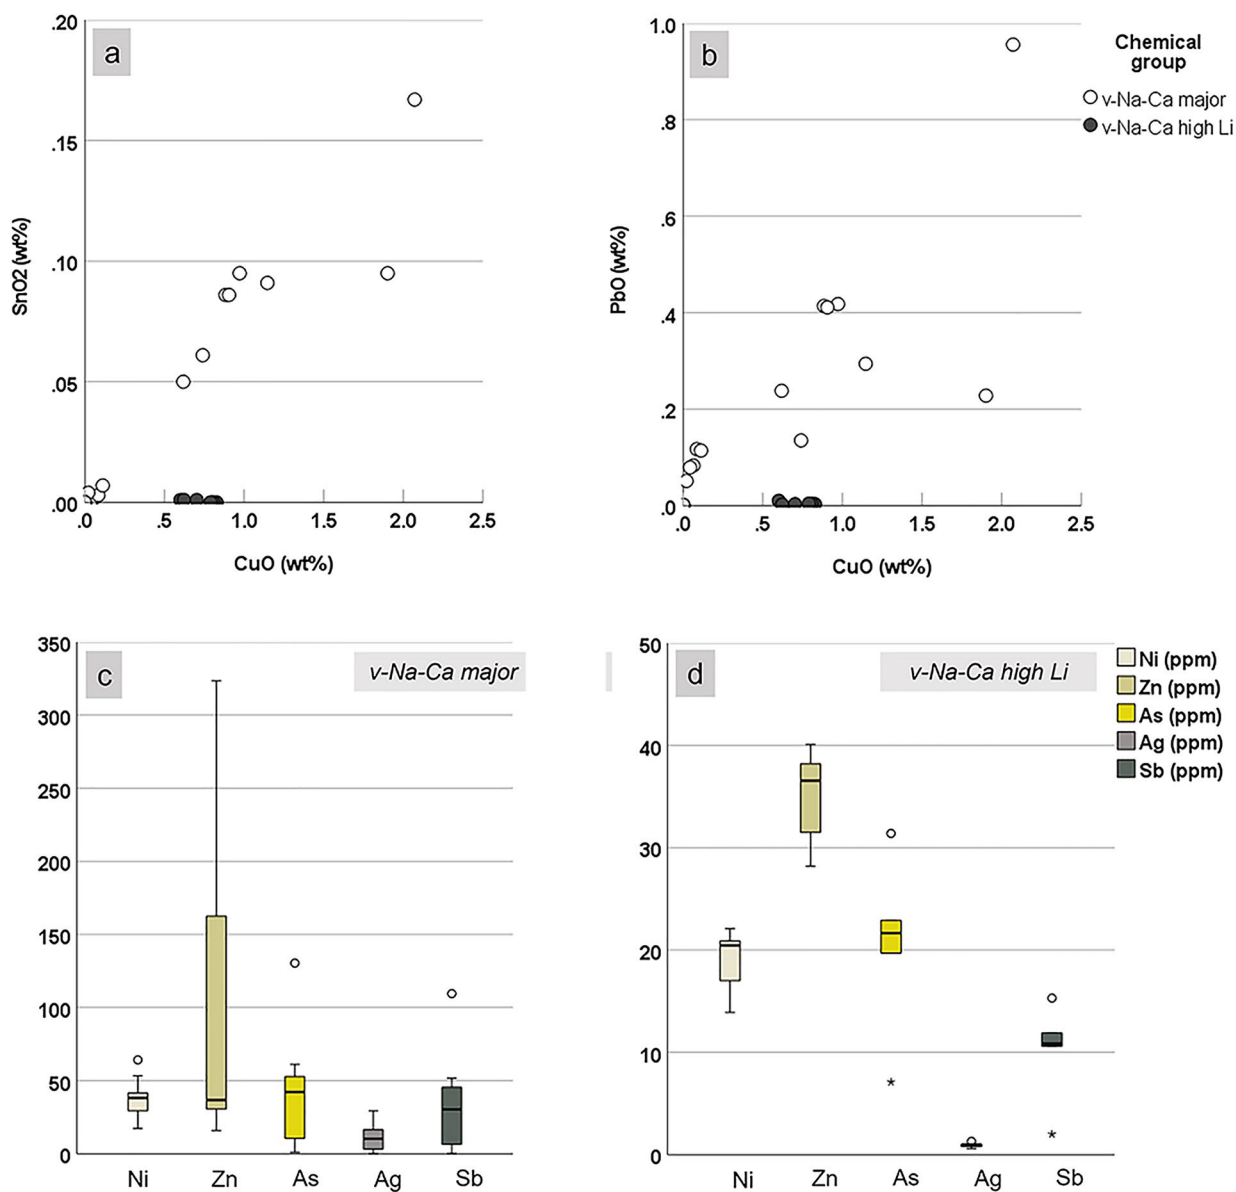 a
.20
.15
.10
.05
.00
SnO2 (wt%)
.0 .5 1.0 1.5 2.0 2.5
CuO (wt%)
b
1.0
.8
.6
.4
.2
.0
PbO (wt%)
.0 .5 1.0 1.5 2.0 2.5
CuO (wt%)
Chemical
group
v-Na-Ca major
v-Na-Ca high Li
c
v-Na-Ca major
350
300
250
200
150
100
50
0
Ni Zn As Ag Sb
d
v-Na-Ca high Li
50
40
30
20
10
0
Ni Zn As Ag Sb
Ni (ppm)
Zn (ppm)
As (ppm)
Ag (ppm)
Sb (ppm)